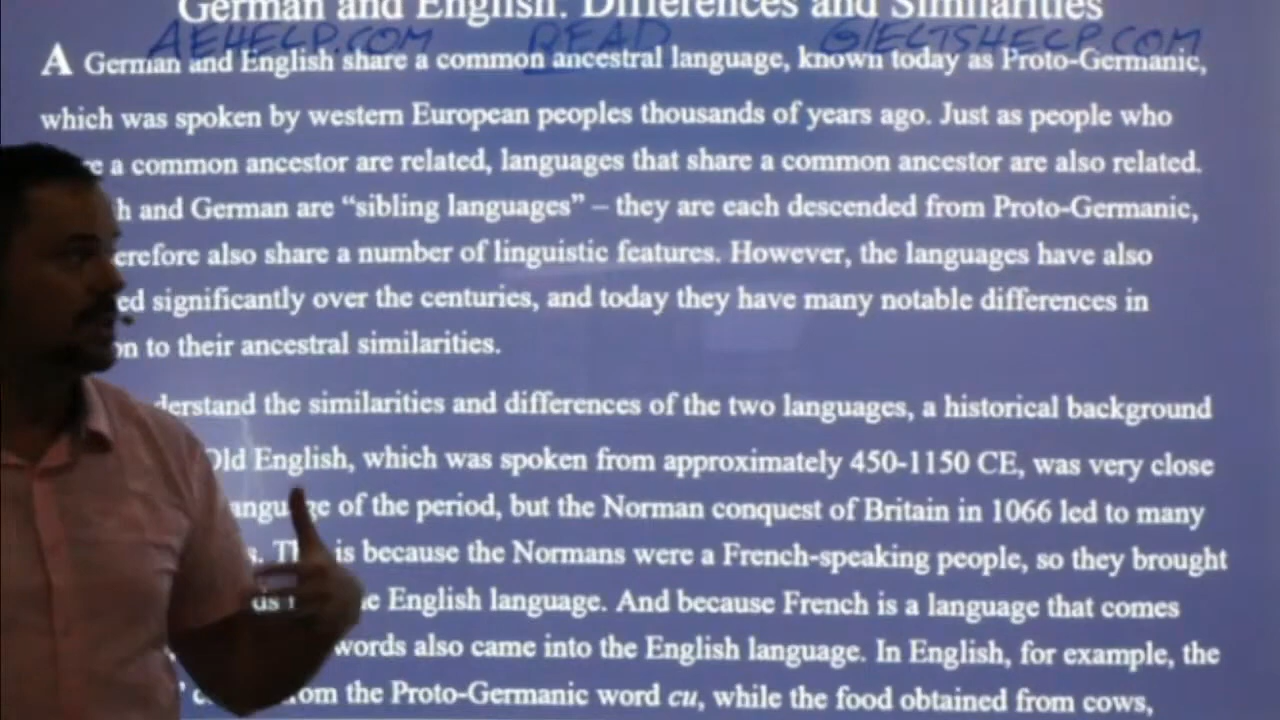 German and English: Differences and Similarities
AEHELP.COM READ GIELTSHELP.COM
A German and English share a common ancestral language, known today as Proto-Germanic,
which was spoken by western European peoples thousands of years ago. Just as people who
a common ancestor are related, languages that share a common ancestor are also related.
and German are “sibling languages” – they are each descended from Proto-Germanic,
also share a number of linguistic features. However, the languages have also
significantly over the centuries, and today they have many notable differences in
to their ancestral similarities.
the similarities and differences of the two languages, a historical background
Old English, which was spoken from approximately 450-1150 CE, was very close
of the period, but the Norman conquest of Britain in 1066 led to many
is because the Normans were a French-speaking people, so they brought
English language. And because French is a language that comes
words also came into the English language. In English, for example, the
the Proto-Germanic word cu, while the food obtained from cows,